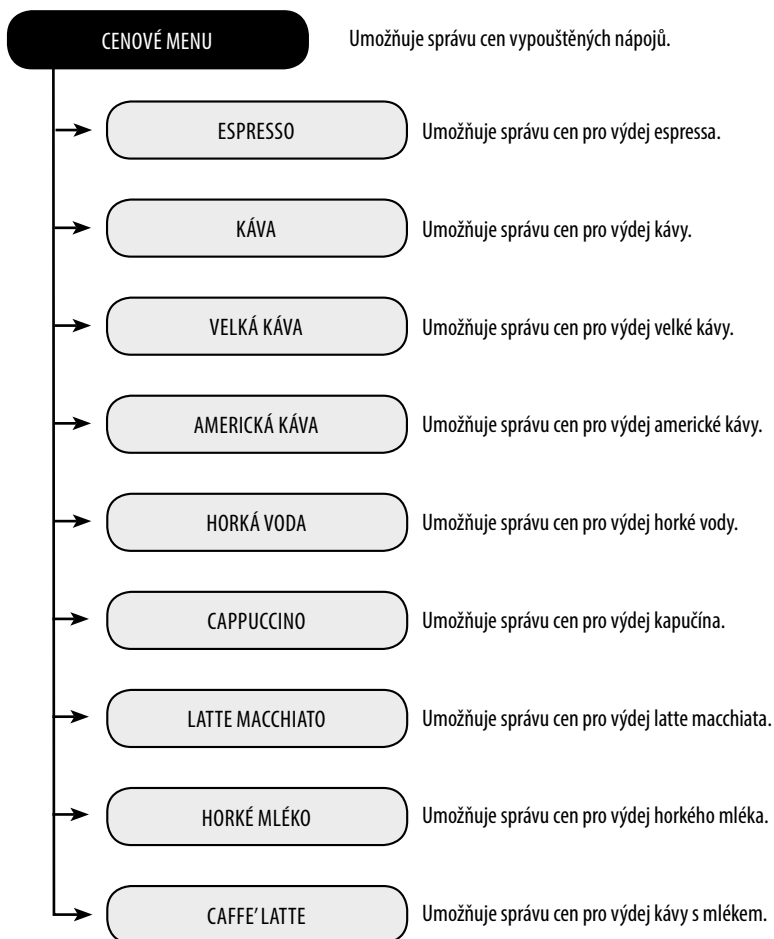 CENOVÉ MENU
Umožňuje správu cen vypouštěných nápojů.
ESPRESSO
Umožňuje správu cen pro výdej espressa.
KÁVA
Umožňuje správu cen pro výdej kávy.
VELKÁ KÁVA
Umožňuje správu cen pro výdej velké kávy.
AMERICKÁ KÁVA
Umožňuje správu cen pro výdej americké kávy.
HORKÁ VODA
Umožňuje správu cen pro výdej horké vody.
CAPPUCCINO
Umožňuje správu cen pro výdej kapučína.
LATTE MACCHIATO
Umožňuje správu cen pro výdej latte macchiata.
HORKÉ MLÉKO
Umožňuje správu cen pro výdej horkého mléka.
CAFFE’ LATTE
Umožňuje správu cen pro výdej kávy s mlékem.